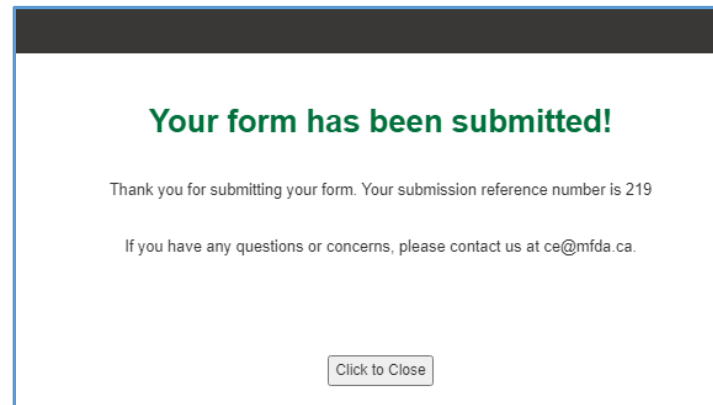 Your form has been submitted!
Thank you for submitting your form. Your submission reference number is 219
If you have any questions or concerns, please contact us at ce@mfda.ca.
Click to Close